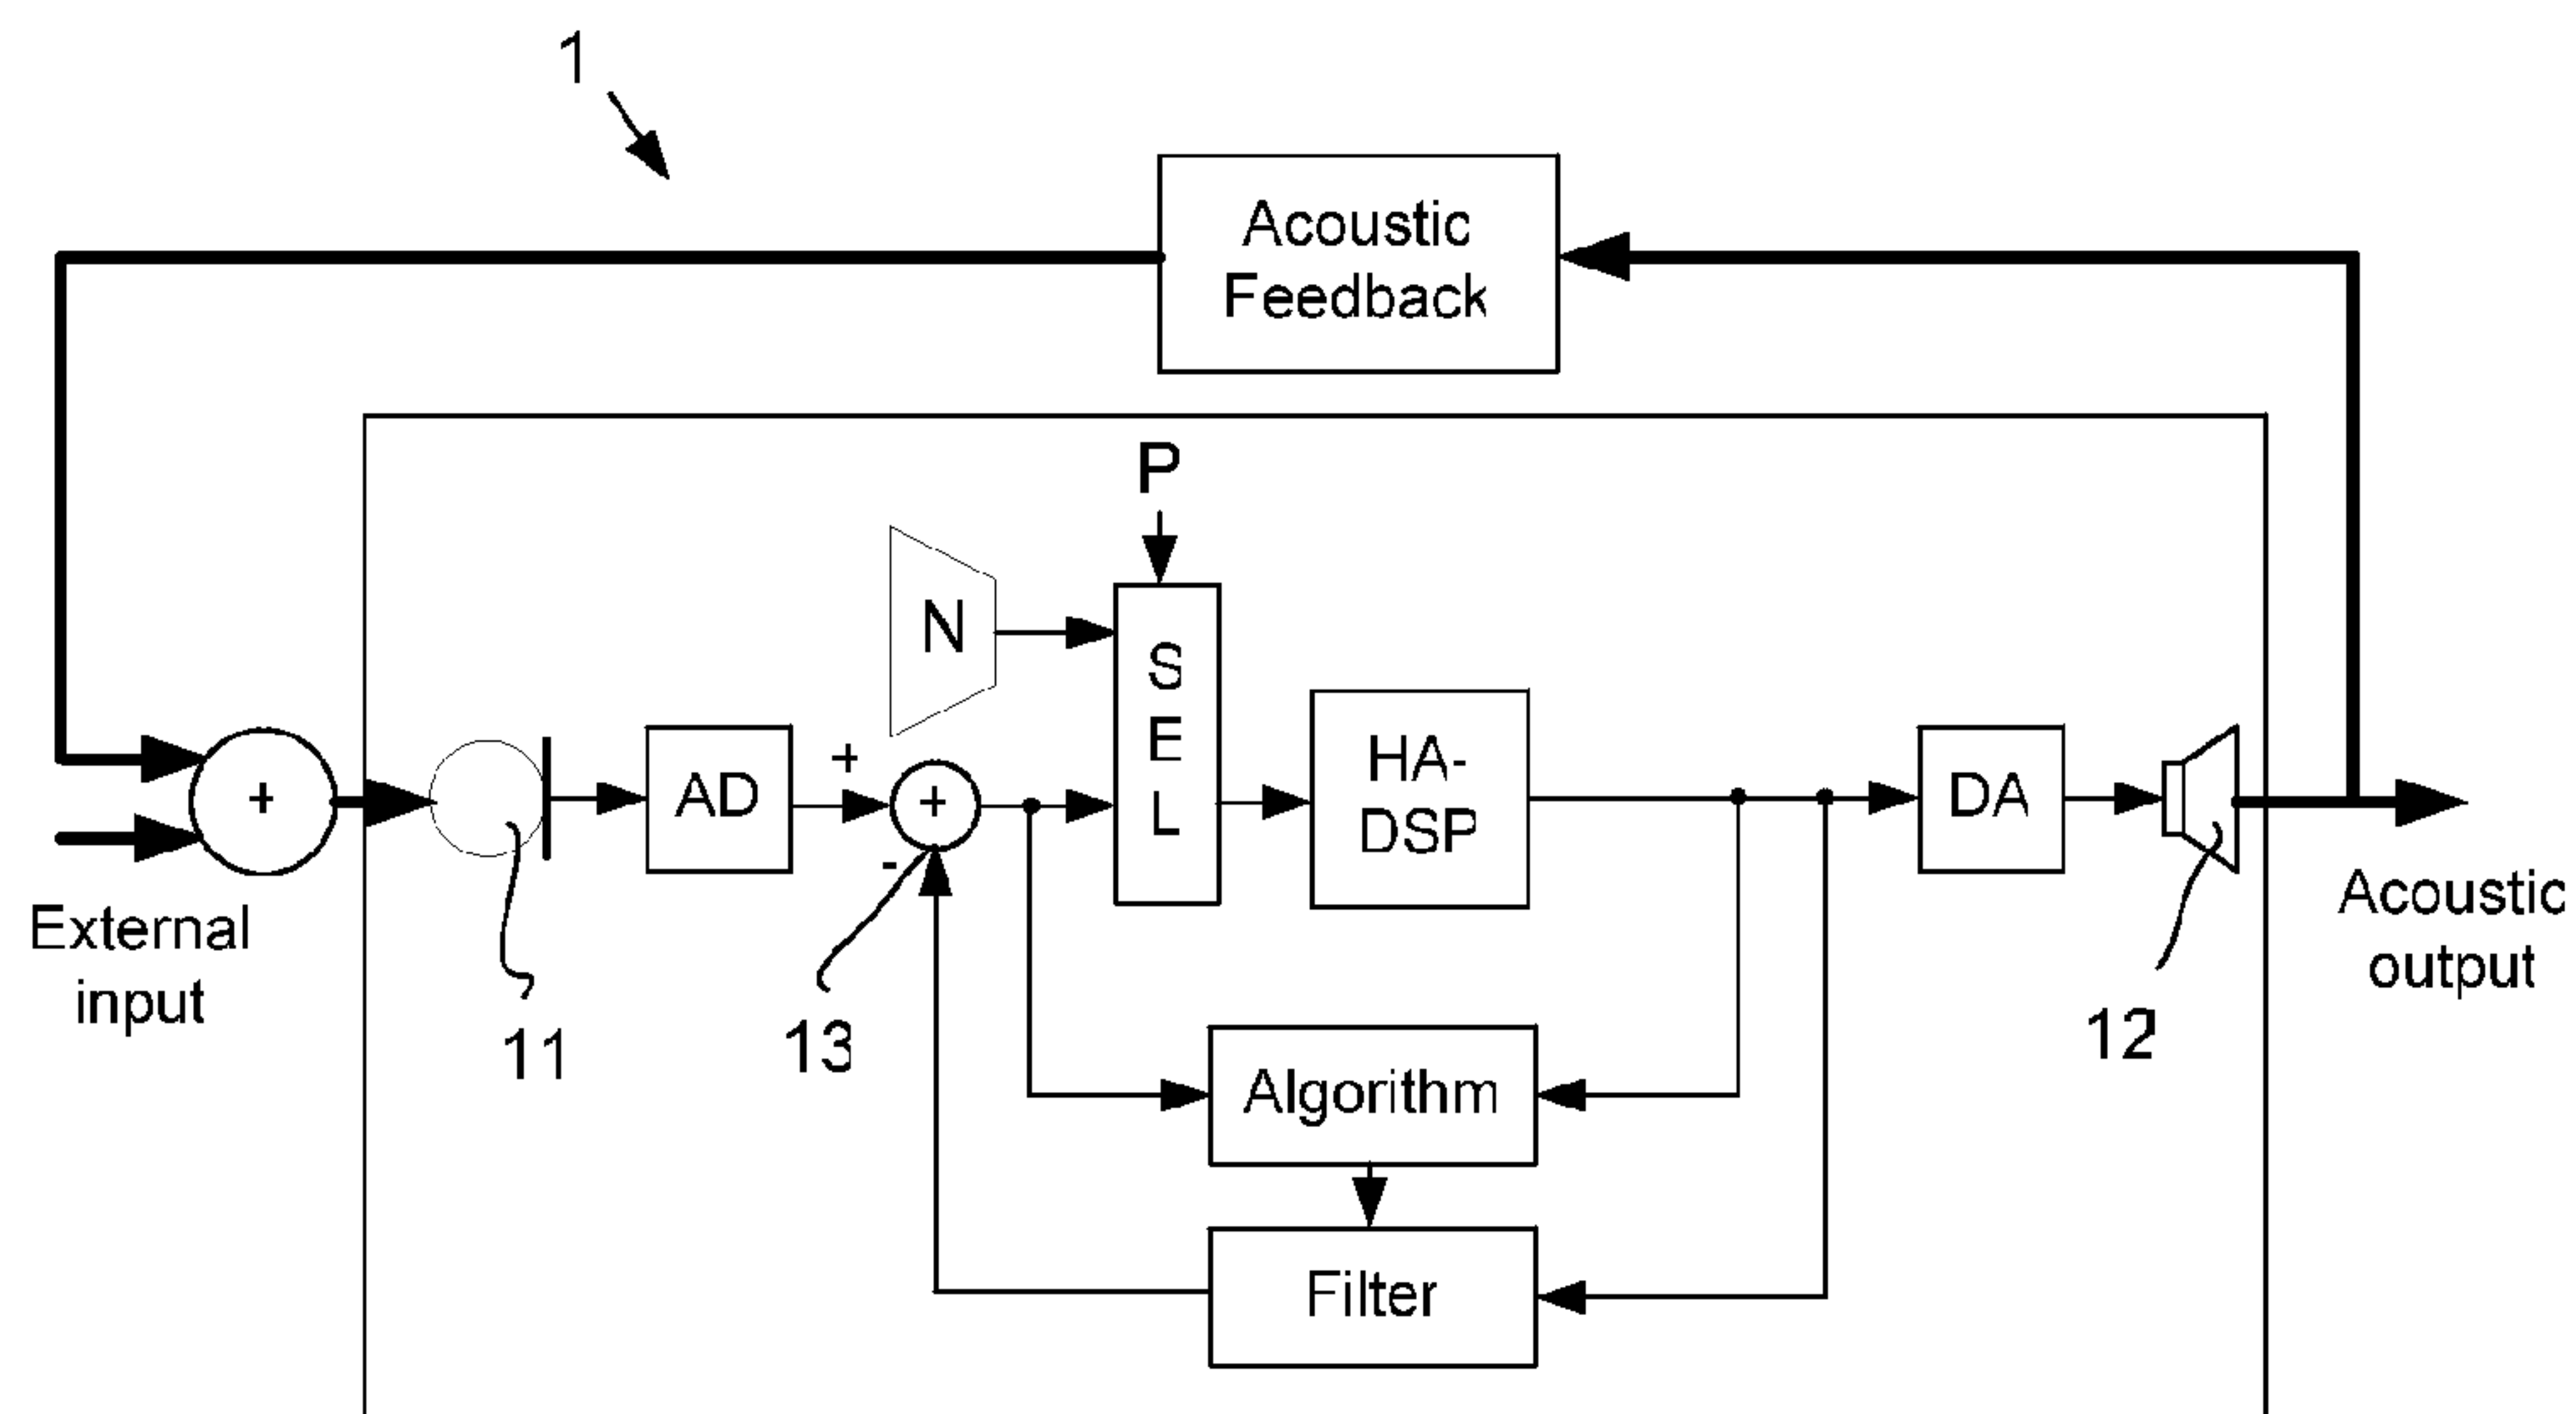 1
Acoustic
Feedback
P
N
S
E
L
HA-
DSP
+
+
+
-
AD
DA
External
input
11
13
12
Acoustic
output
Algorithm
Filter